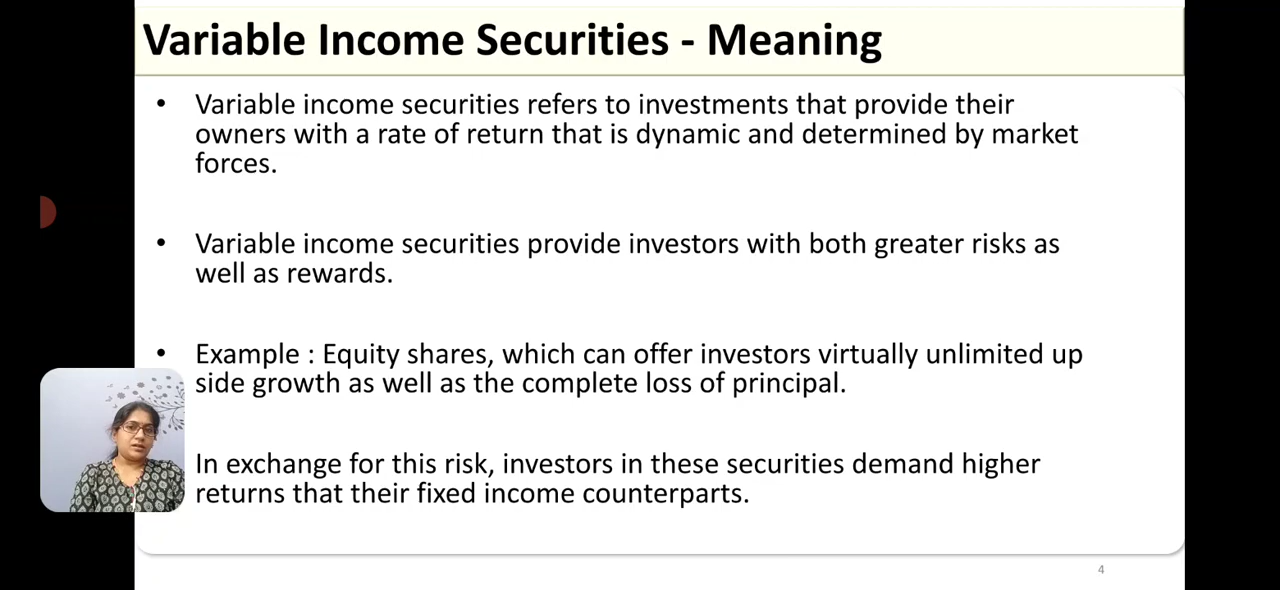 Variable Income Securities - Meaning
• Variable income securities refers to investments that provide their
owners with a rate of return that is dynamic and determined by market
forces.
• Variable income securities provide investors with both greater risks as
well as rewards.
• Example : Equity shares, which can offer investors virtually unlimited up
side growth as well as the complete loss of principal.
In exchange for this risk, investors in these securities demand higher
returns that their fixed income counterparts.
4